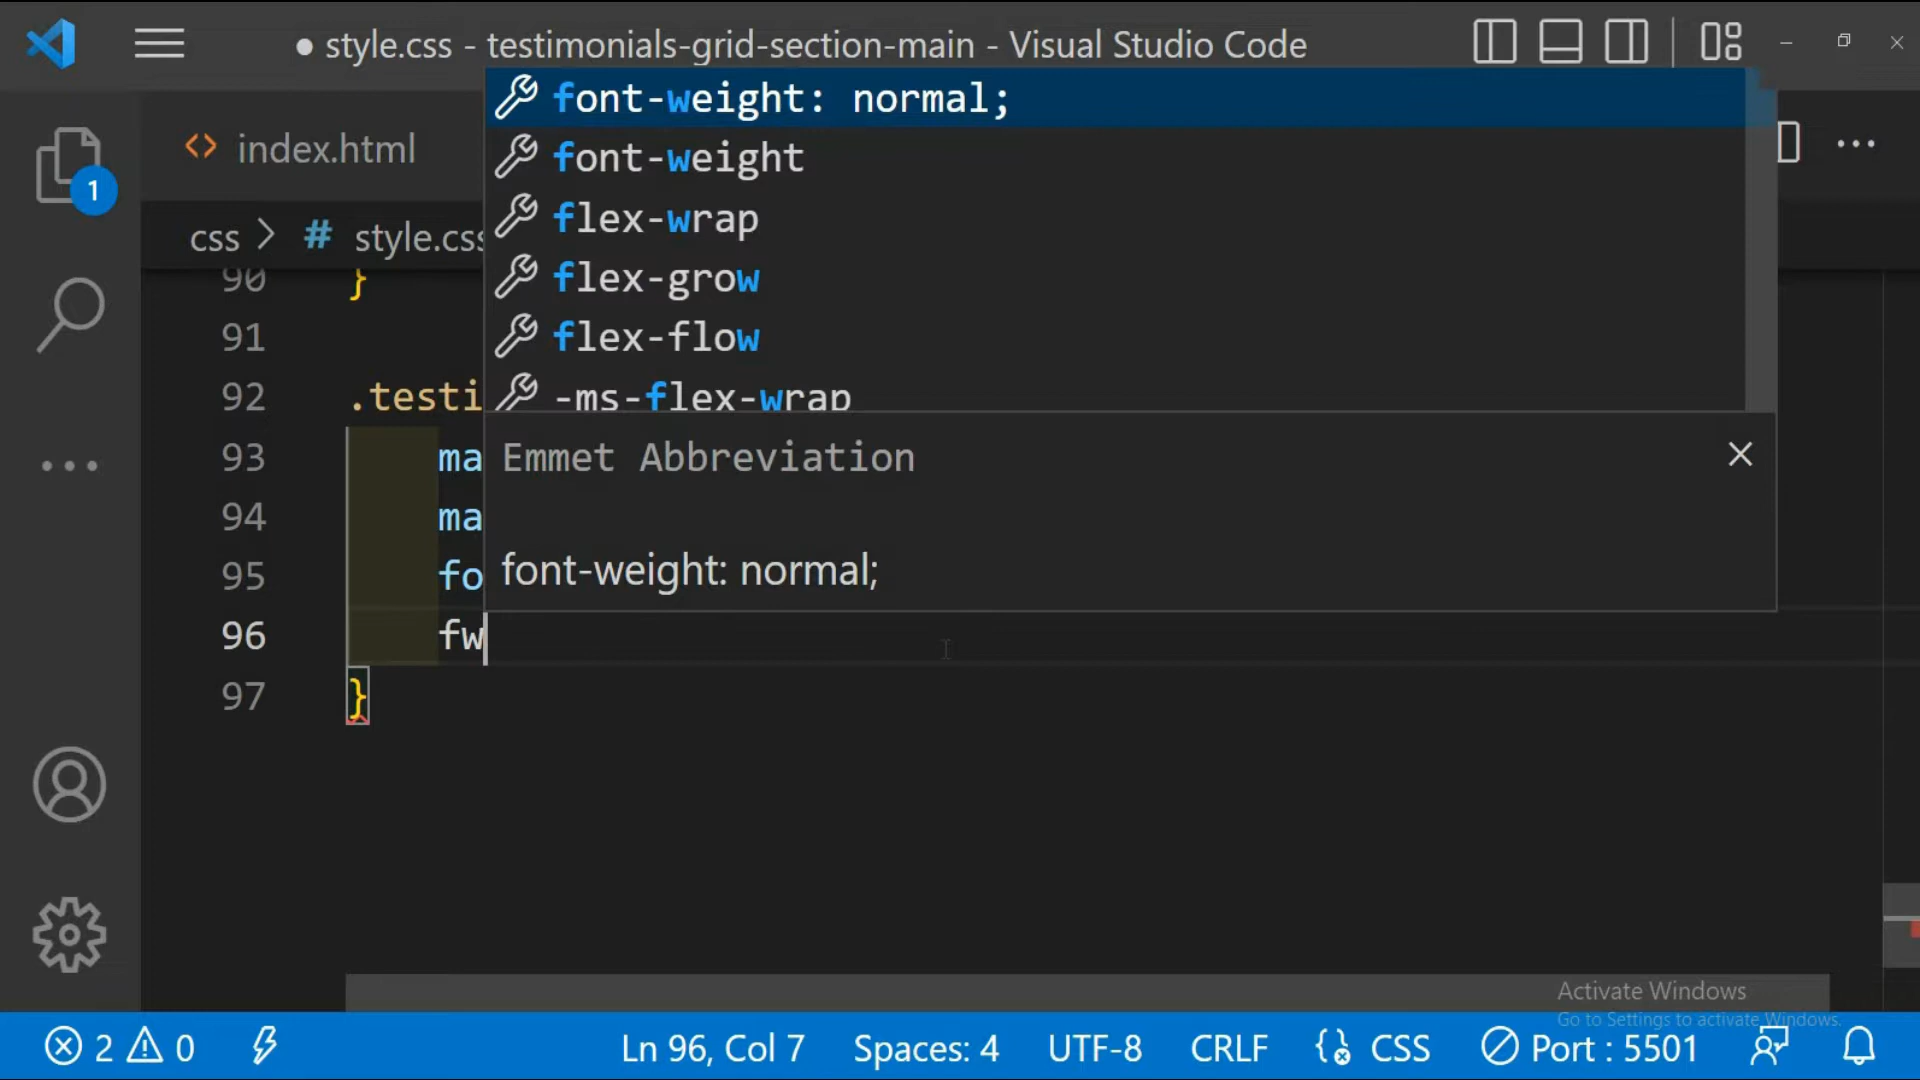 ● style.css - testimonials-grid-section-main - Visual Studio Code
<> index.html
css > # style.css
font-weight: normal;
font-weight
flex-wrap
flex-grow
flex-flow
-ms-flex-wrap
Emmet Abbreviation
font-weight: normal;
1
90 }
91
92 .testi
93 ma
94 ma
95 fo
96 fw
97 }
Activate Windows
Go to Settings to activate Windows.
2 0 Ln 96, Col 7 Spaces: 4 UTF-8 CRLF {} CSS Port : 5501